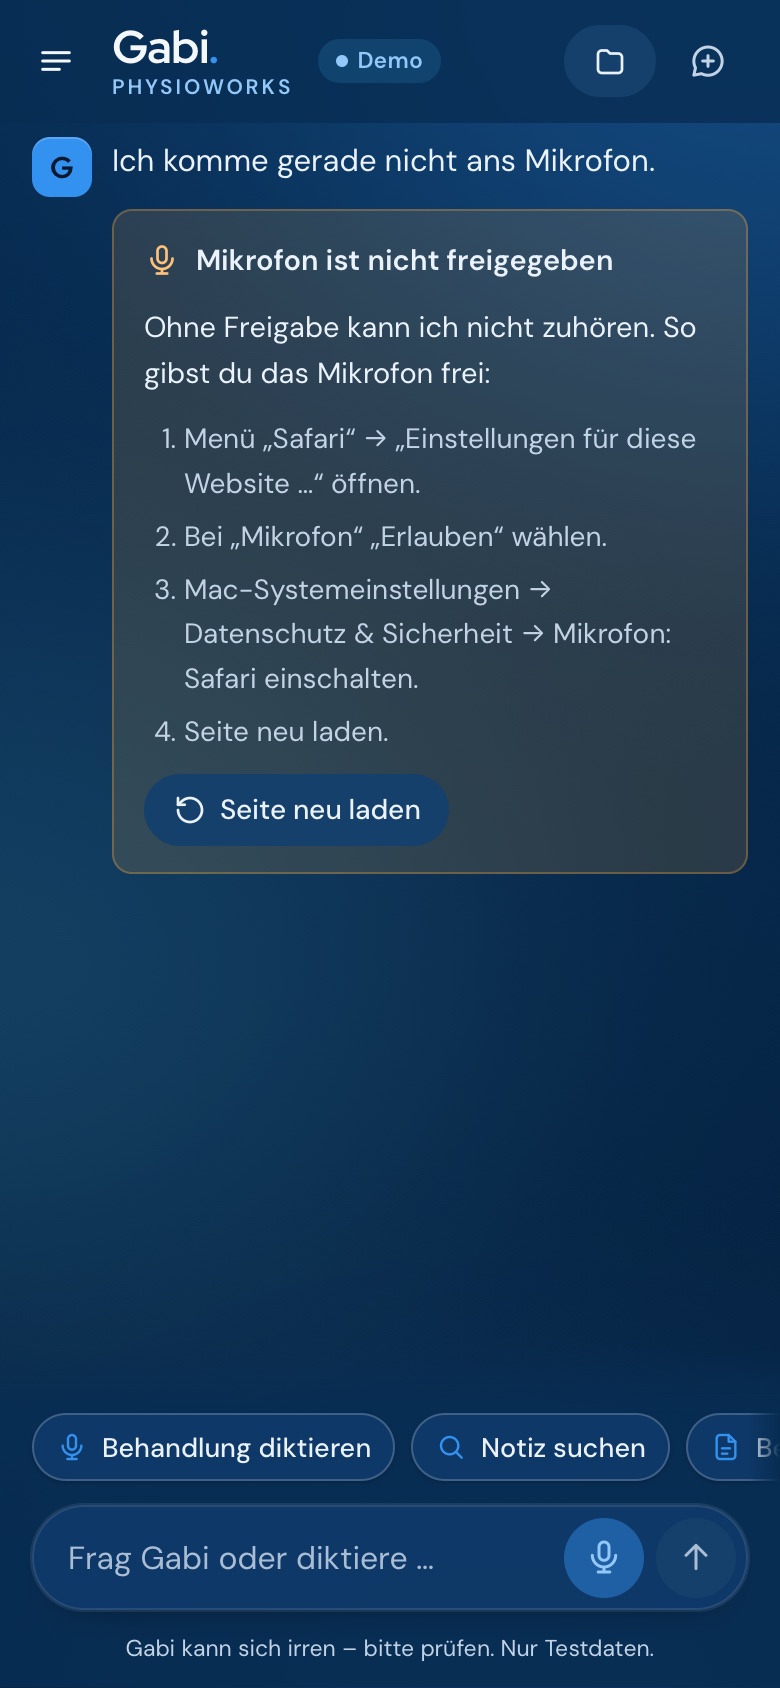 Gabi.
PHYSIOWORKS
Demo
G
Ich komme gerade nicht ans Mikrofon.
Mikrofon ist nicht freigegeben
Ohne Freigabe kann ich nicht zuhören. So
gibst du das Mikrofon frei:
1. Menü „Safari“ → „Einstellungen für diese
Website …“ öffnen.
2. Bei „Mikrofon“ „Erlauben“ wählen.
3. Mac-Systemeinstellungen →
Datenschutz & Sicherheit → Mikrofon:
Safari einschalten.
4. Seite neu laden.
Seite neu laden
Behandlung diktieren
Notiz suchen
Frag Gabi oder diktiere …
Gabi kann sich irren – bitte prüfen. Nur Testdaten.